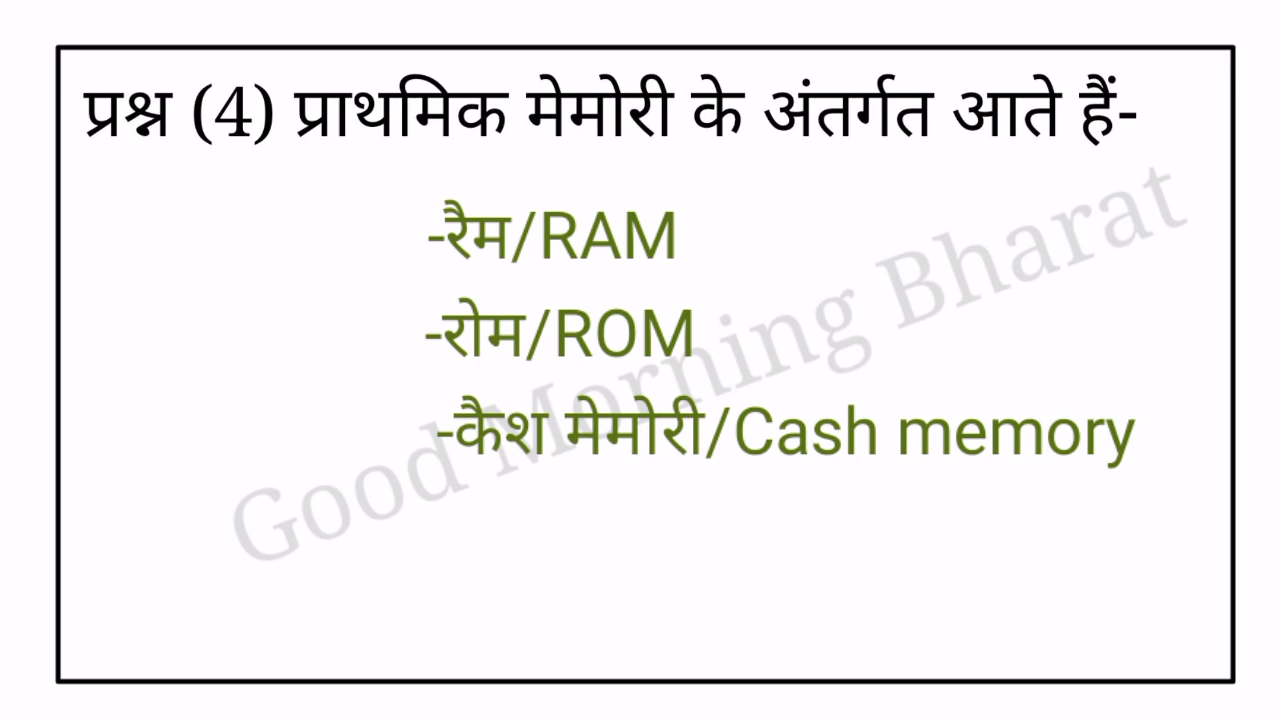 प्रश्न (4) प्राथमिक मेमोरी के अंतर्गत आते हैं-
-रैम/RAM
-रोम/ROM
-कैश मेमोरी/Cash memory
Good Morning Bharat